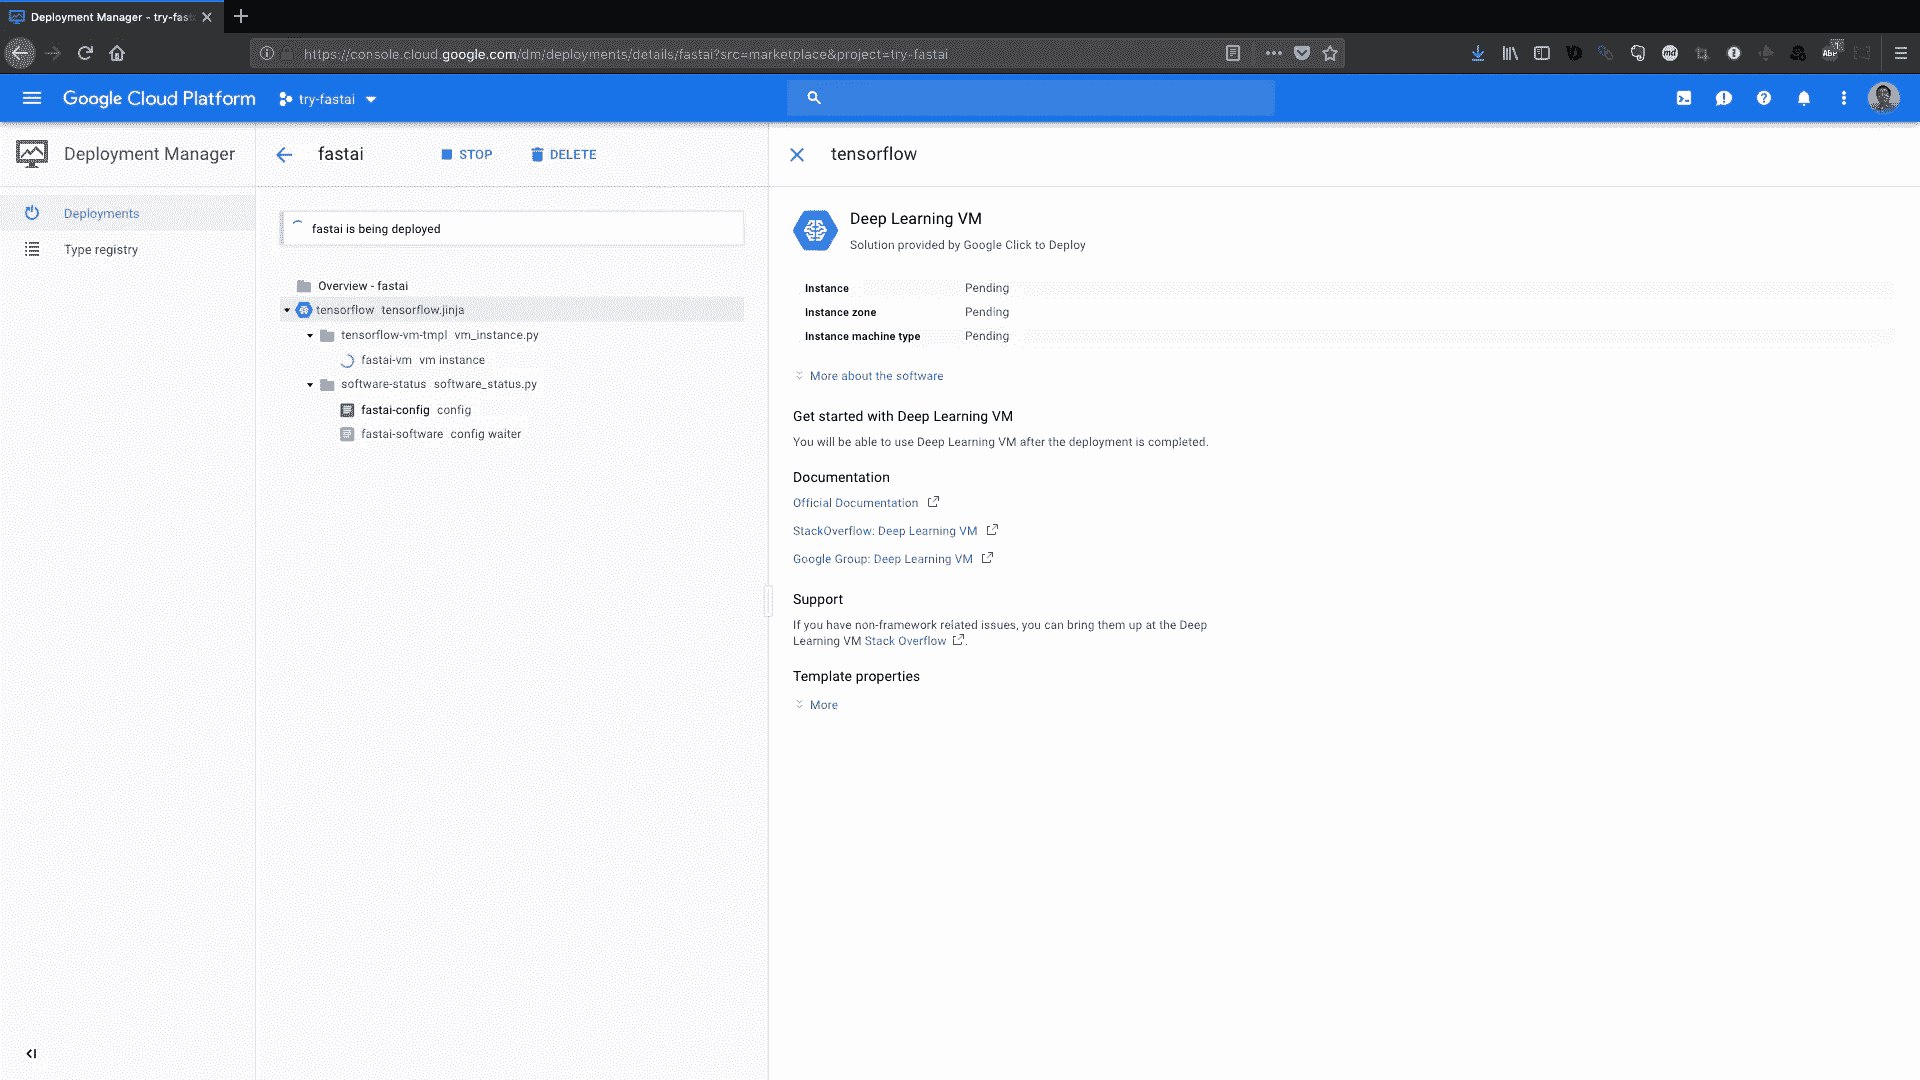 Deployment Manager - try-fast
https://console.cloud.google.com/dm/deployments/details/fastai?src=marketplace&project=try-fastai
Google Cloud Platform
try-fastai
Deployment Manager
Deployments
Type registry
fastai
STOP
DELETE
fastai is being deployed
Overview - fastai
tensorflow tensorflow.jinja
tensorflow-vm-tmpl vm_instance.py
fastai-vm vm instance
software-status software_status.py
fastai-config config
fastai-software config waiter
tensorflow
Deep Learning VM
Solution provided by Google Click to Deploy
Instance Pending
Instance zone Pending
Instance machine type Pending
More about the software
Get started with Deep Learning VM
You will be able to use Deep Learning VM after the deployment is completed.
Documentation
Official Documentation
StackOverflow: Deep Learning VM
Google Group: Deep Learning VM
Support
If you have non-framework related issues, you can bring them up at the Deep
Learning VM Stack Overflow .
Template properties
More